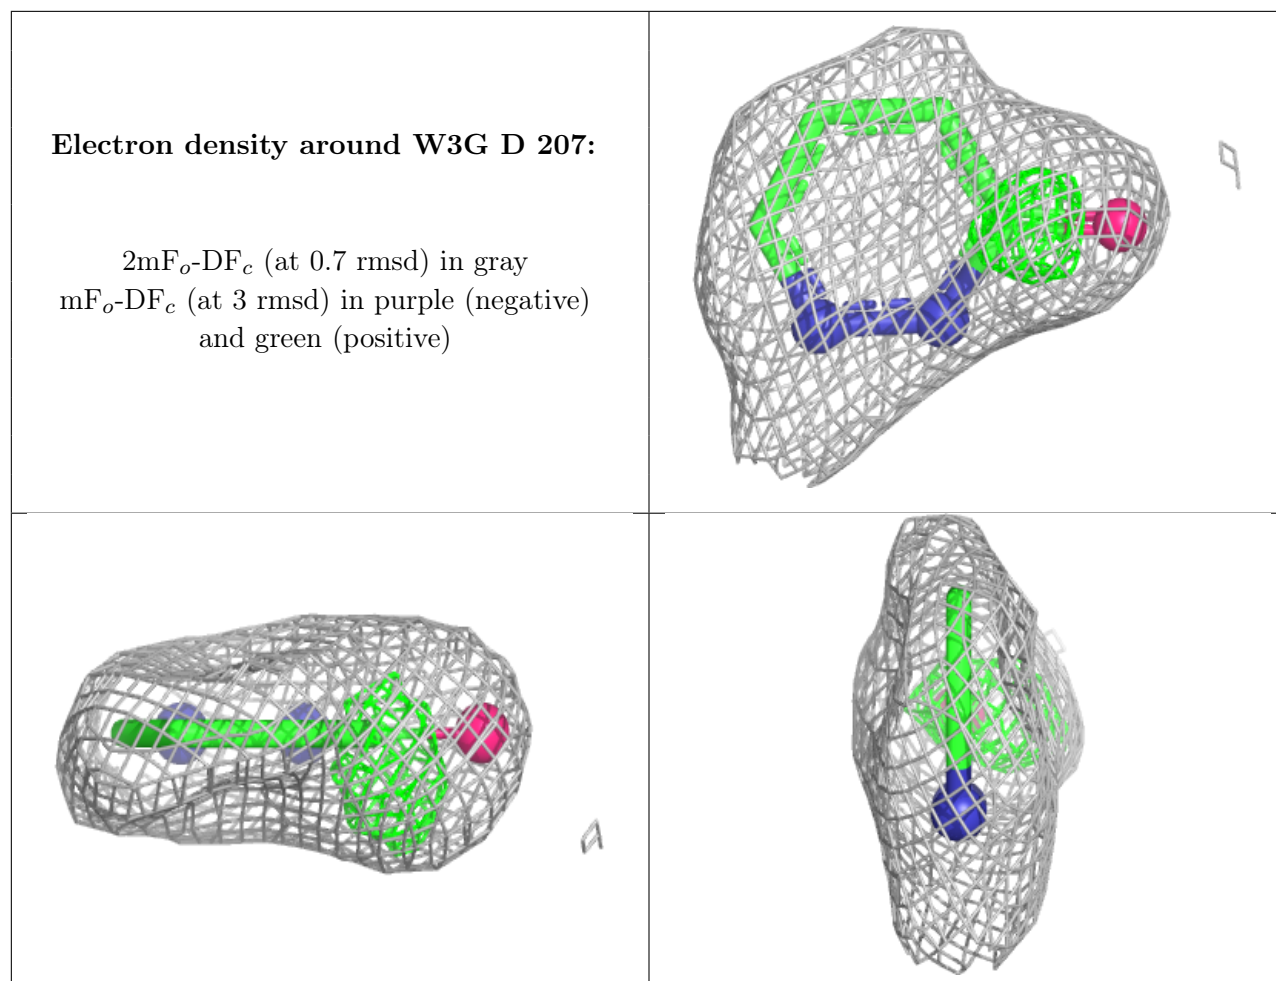 Electron density around W3G D 207:
2mFo-DFc (at 0.7 rmsd) in gray
mFo-DFc (at 3 rmsd) in purple (negative)
and green (positive)